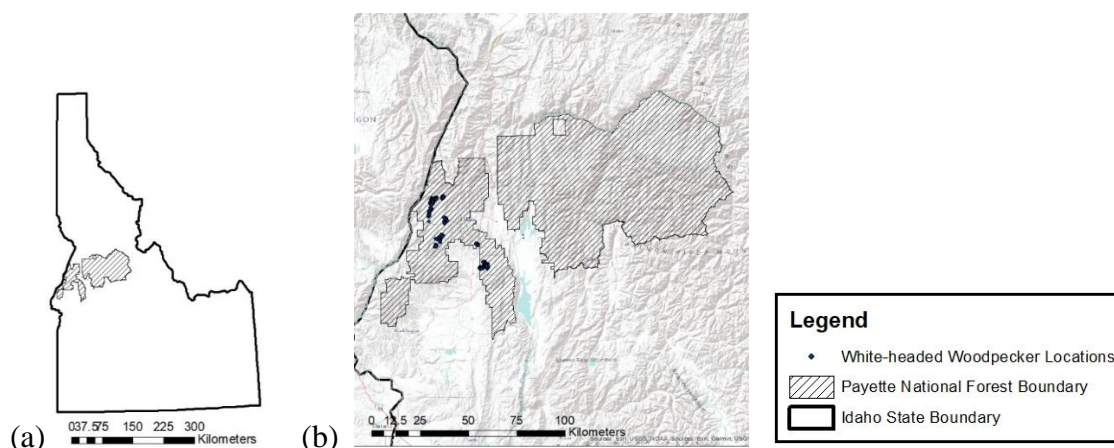 GON
Legend
White-headed Woodpecker Locations
Payette National Forest Boundary
Idaho State Boundary
(a)
037.575 150 225 300
Kilometers
(b)
0 12.5 25 50 75 100
Kilometers